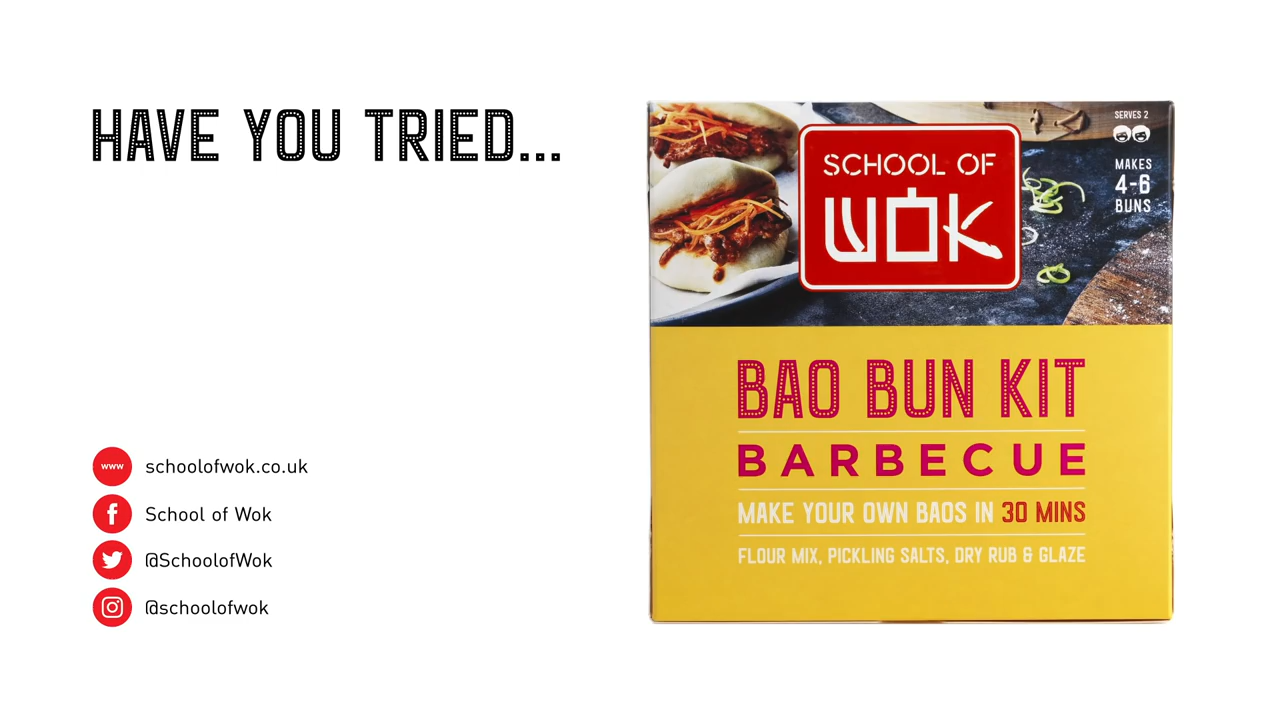 HAVE YOU TRIED...
www
schoolofwok.co.uk
School of Wok
@SchoolofWok
@schoolofwok
SERVES 2
MAKES
4-6
BUNS
SCHOOL OF
WOK
BAO BUN KIT
BARBECUE
MAKE YOUR OWN BAOS IN 30 MINS
FLOUR MIX, PICKLING SALTS, DRY RUB & GLAZE